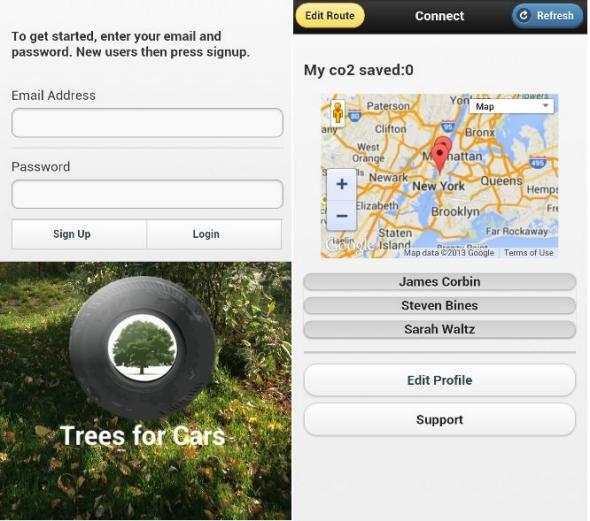 To get started, enter your email and
password. New users then press signup.
Email Address
Password
Sign Up
Login
Trees for Cars
Edit Route
Connect
Refresh
My co2 saved:0
Map
Paterson
80
Clifton
95
Bronx
West
Orange
Manhattan
495
Newark
New York
Queens
Elizabeth
Brooklyn
Staten
Island
Far Rockaway
Google
Map data ©2013 Google
Terms of Use
James Corbin
Steven Bines
Sarah Waltz
Edit Profile
Support